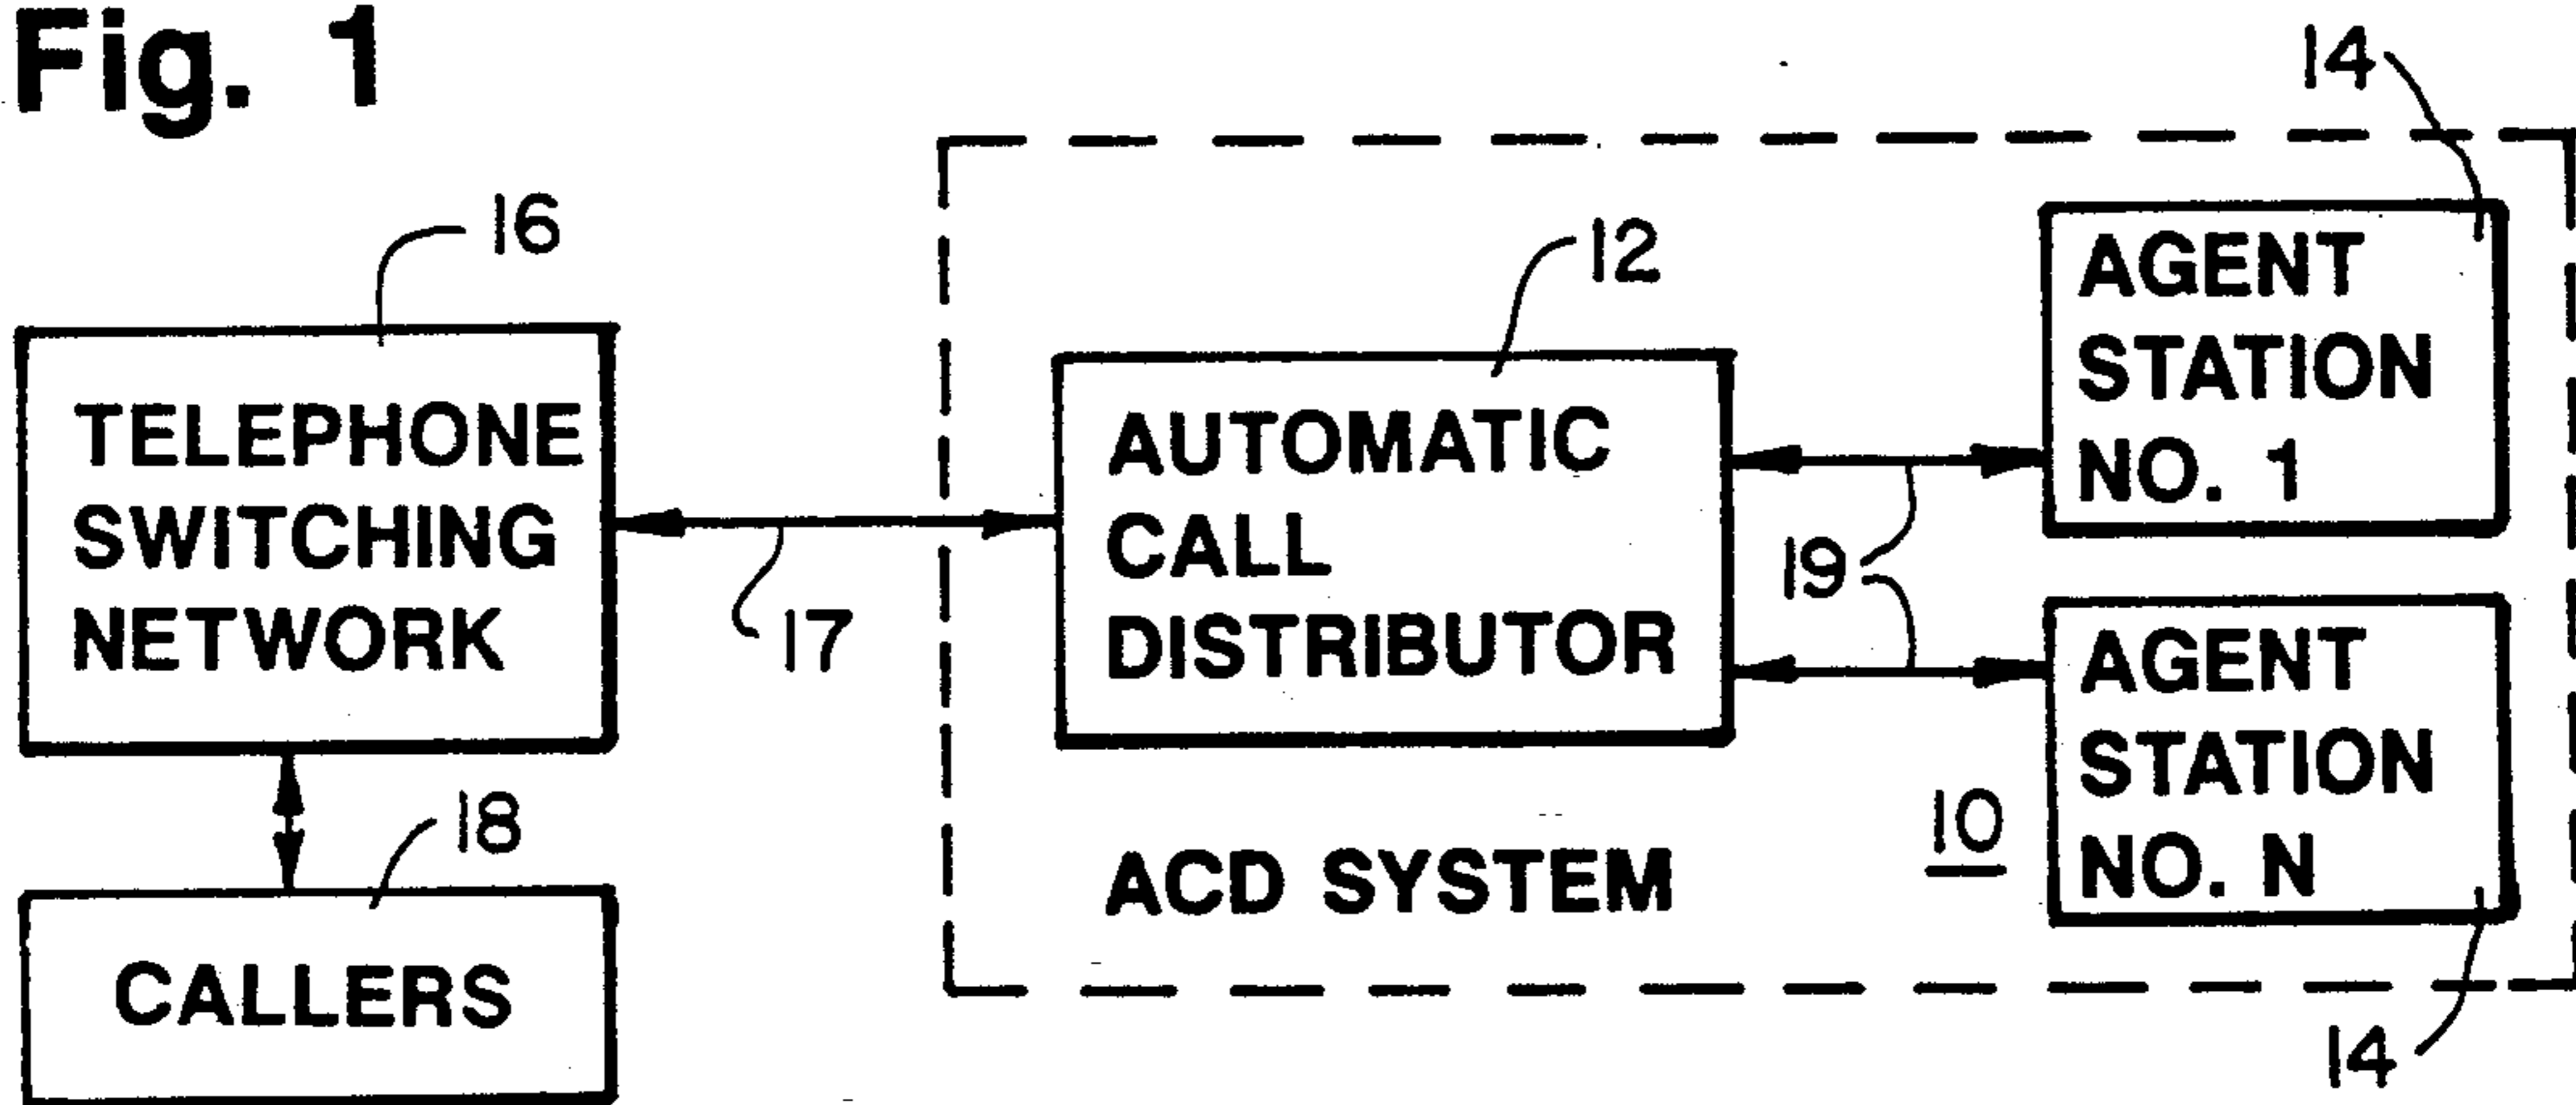 Fig. 1
16
TELEPHONE
SWITCHING
NETWORK
17
18
CALLERS
12
AUTOMATIC
CALL
DISTRIBUTOR
ACD SYSTEM
10
19
14
AGENT
STATION
NO. 1
AGENT
STATION
NO. N
14